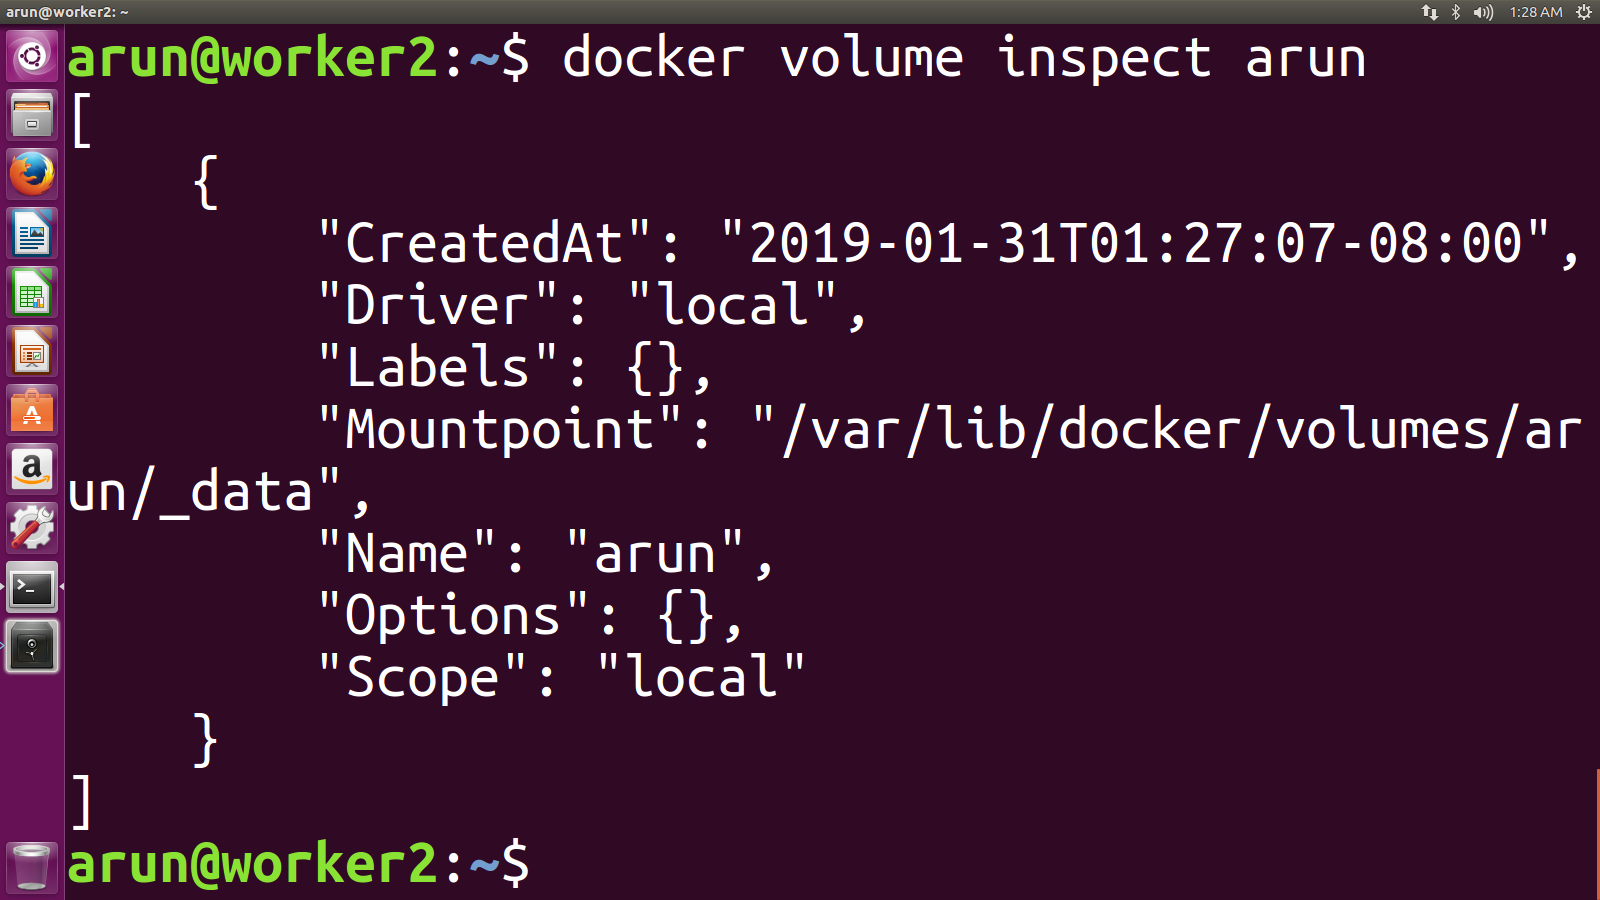 arun@worker2: ~
1:28 AM
arun@worker2:~$ docker volume inspect arun
[
    {
        "CreatedAt": "2019-01-31T01:27:07-08:00",
        "Driver": "local",
        "Labels": {},
        "Mountpoint": "/var/lib/docker/volumes/ar
un/_data",
        "Name": "arun",
        "Options": {},
        "Scope": "local"
    }
]
arun@worker2:~$